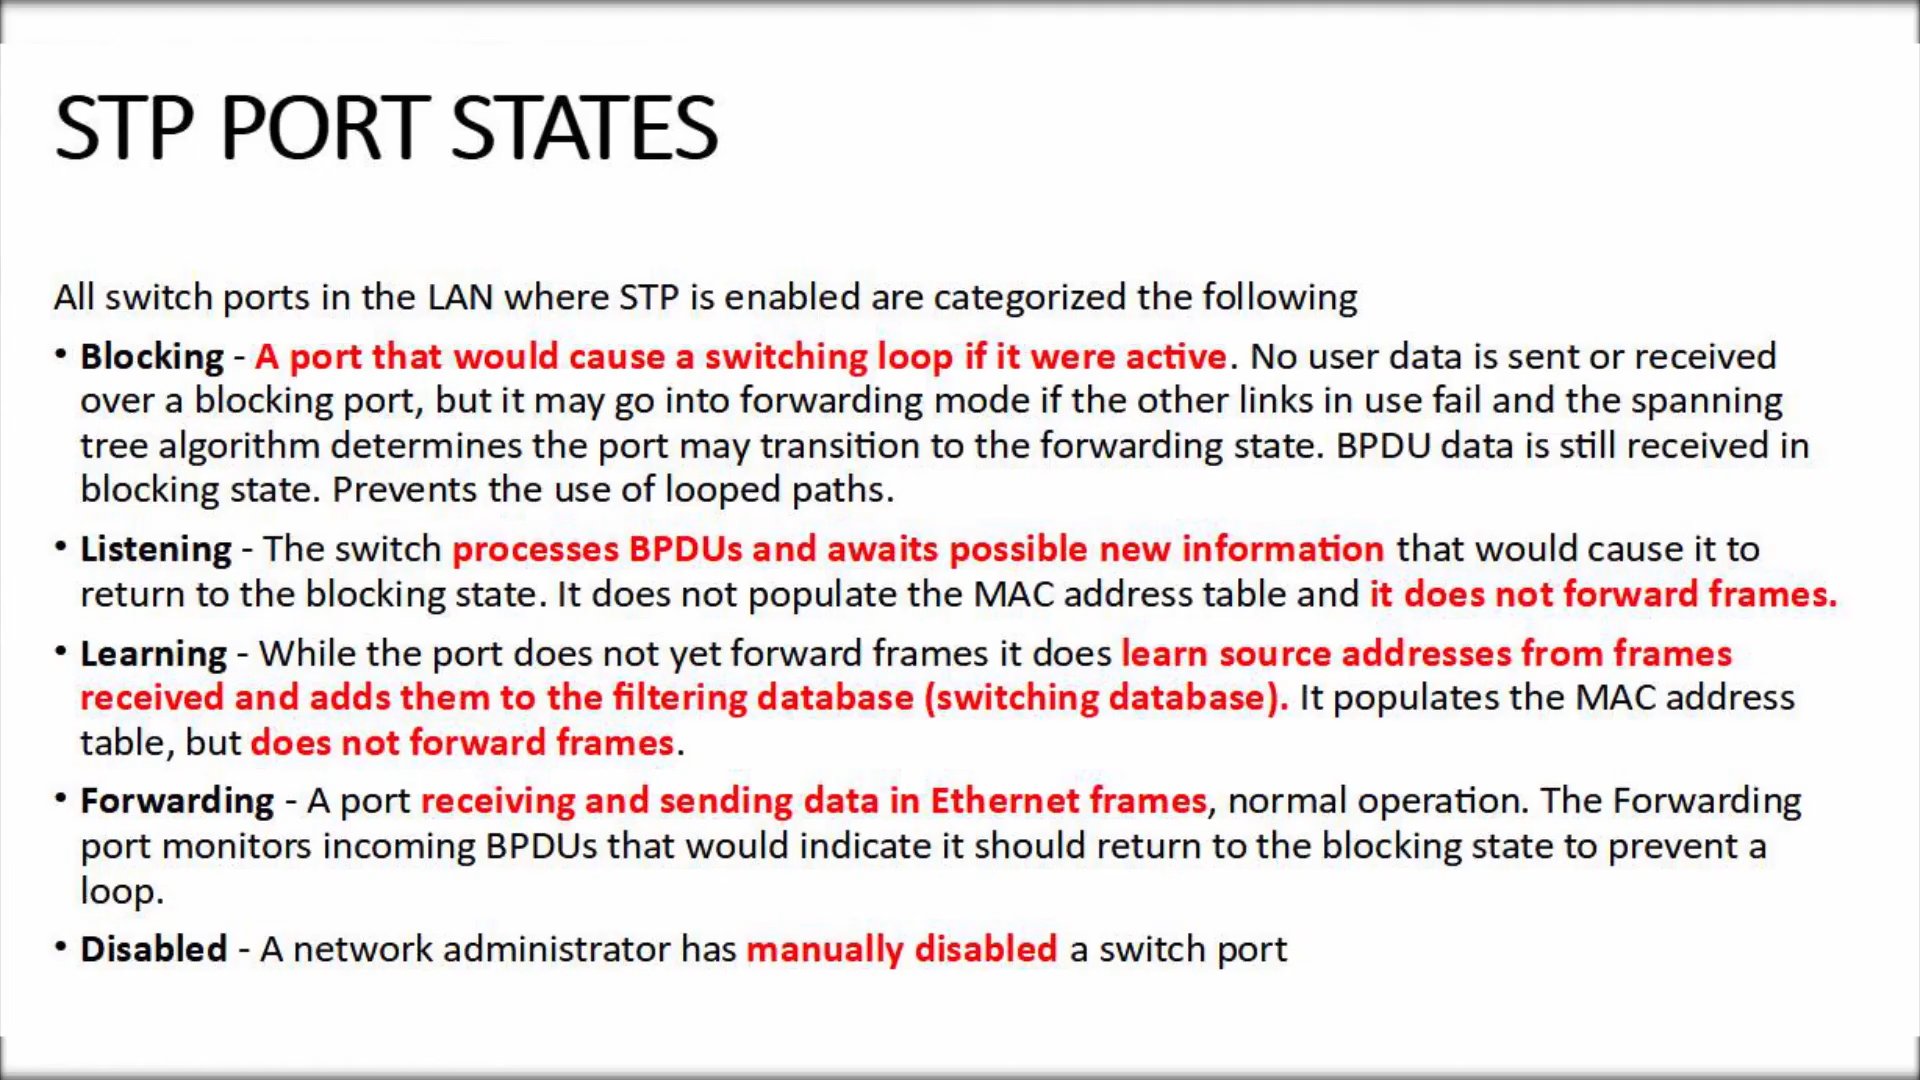 STP PORT STATES
All switch ports in the LAN where STP is enabled are categorized the following
• Blocking - A port that would cause a switching loop if it were active. No user data is sent or received
over a blocking port, but it may go into forwarding mode if the other links in use fail and the spanning
tree algorithm determines the port may transition to the forwarding state. BPDU data is still received in
blocking state. Prevents the use of looped paths.
• Listening - The switch processes BPDUs and awaits possible new information that would cause it to
return to the blocking state. It does not populate the MAC address table and it does not forward frames.
• Learning - While the port does not yet forward frames it does learn source addresses from frames
received and adds them to the filtering database (switching database). It populates the MAC address
table, but does not forward frames.
• Forwarding - A port receiving and sending data in Ethernet frames, normal operation. The Forwarding
port monitors incoming BPDUs that would indicate it should return to the blocking state to prevent a
loop.
• Disabled - A network administrator has manually disabled a switch port